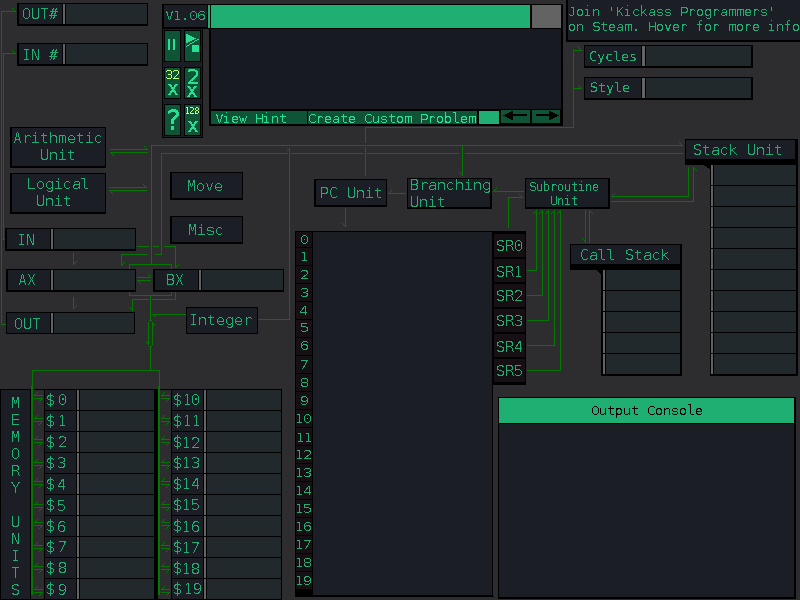 OUT#
V1.06
Join 'Kickass Programmers'
on Steam. Hover for more info
IN #
32
X
2
X
Cycles
Style
?
128
X
View Hint
Create Custom Problem
Arithmetic
Unit
Stack Unit
Logical
Unit
Move
PC Unit
Branching
Unit
Subroutine
Unit
Misc
IN
AX
BX
OUT
Integer
Call Stack
0
1
2
3
4
5
6
7
8
9
10
11
12
13
14
15
16
17
18
19
SR0
SR1
SR2
SR3
SR4
SR5
MEMORY UNITS
$0
$1
$2
$3
$4
$5
$6
$7
$8
$9
$10
$11
$12
$13
$14
$15
$16
$17
$18
$19
Output Console